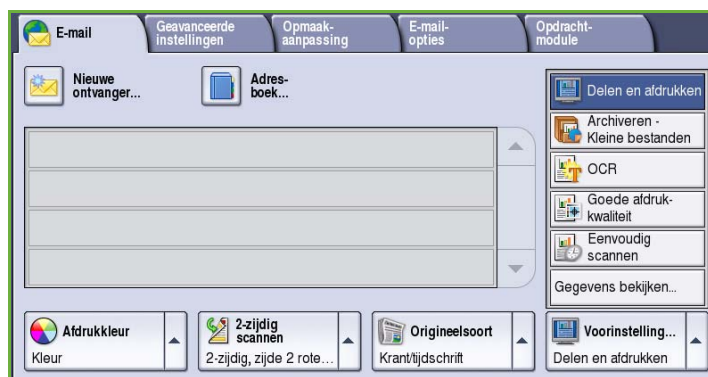 E-mail
Geavanceerde
instellingen
Opmaak-
aanpassing
E-mail-
opties
Opdracht-
module
Nieuwe
ontvanger...
Adres-
boek...
Delen en afdrukken
Archiveren -
Kleine bestanden
OCR
Goede afdruk-
kwaliteit
Eenvoudig
scannen
Gegevens bekijken...
Afdrukkleur
Kleur
2-zijdig
scannen
2-zijdig, zijde 2 rote...
Origineelsoort
Krant/tijdschrift
Voorinstelling...
Delen en afdrukken